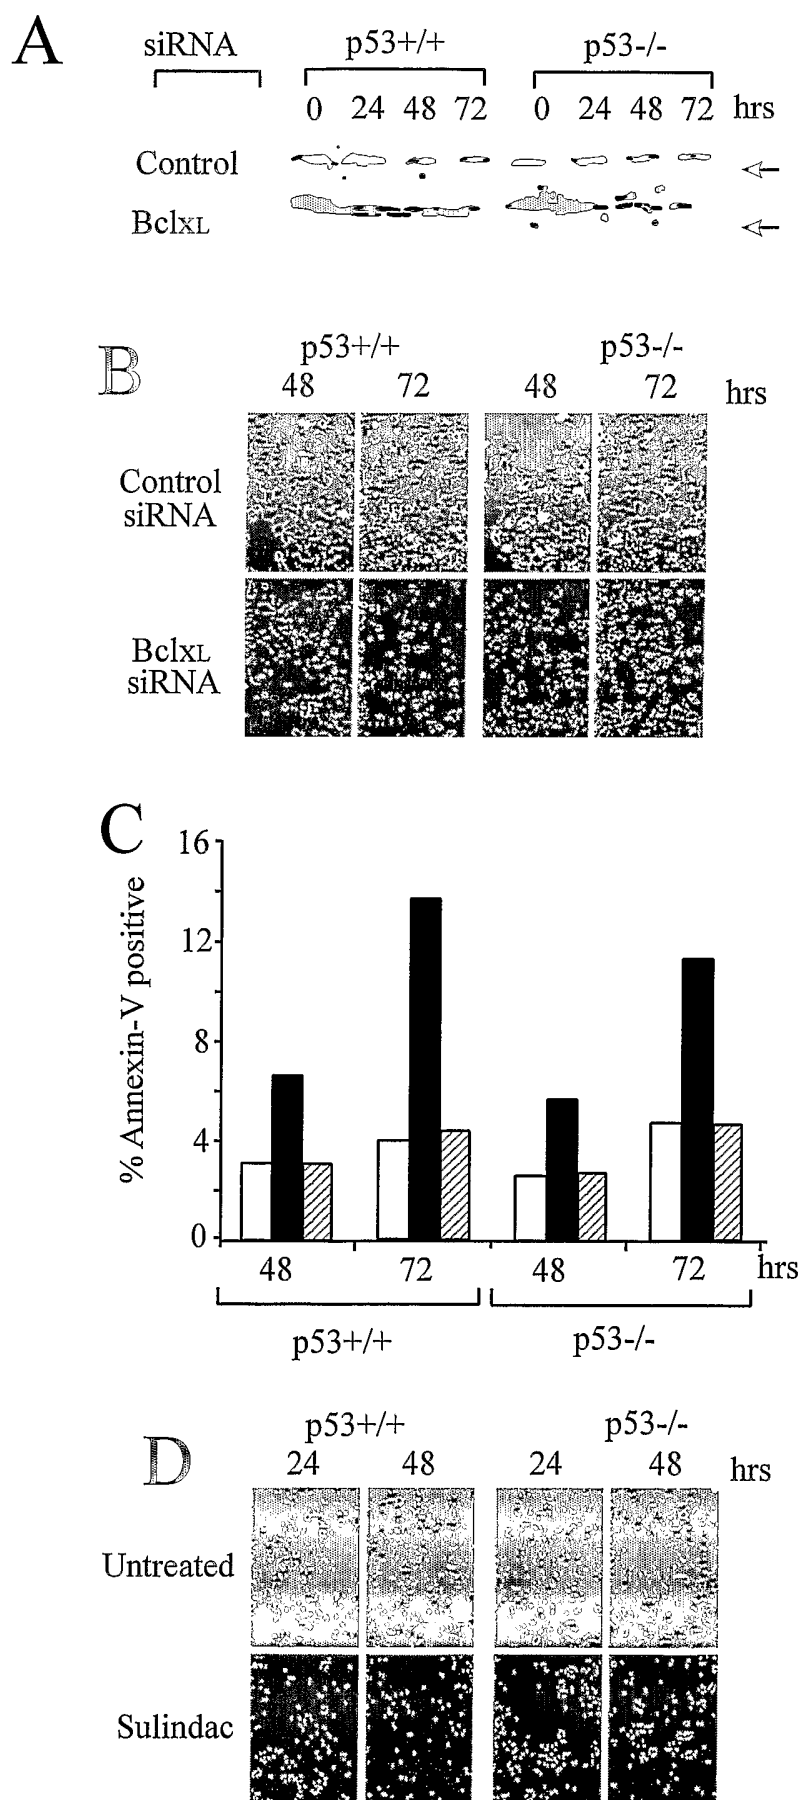 A
siRNA p53+/+ p53-/-
0 24 48 72 0 24 48 72 hrs
Control
BclXL
B
p53+/+ p53-/-
48 72 48 72 hrs
Control
siRNA
BclXL
siRNA
C
% Annexin-V positive
16
12
8
4
0
48 72 48 72 hrs
p53+/+ p53-/-
D
p53+/+ p53-/-
24 48 24 48 hrs
Untreated
Sulindac